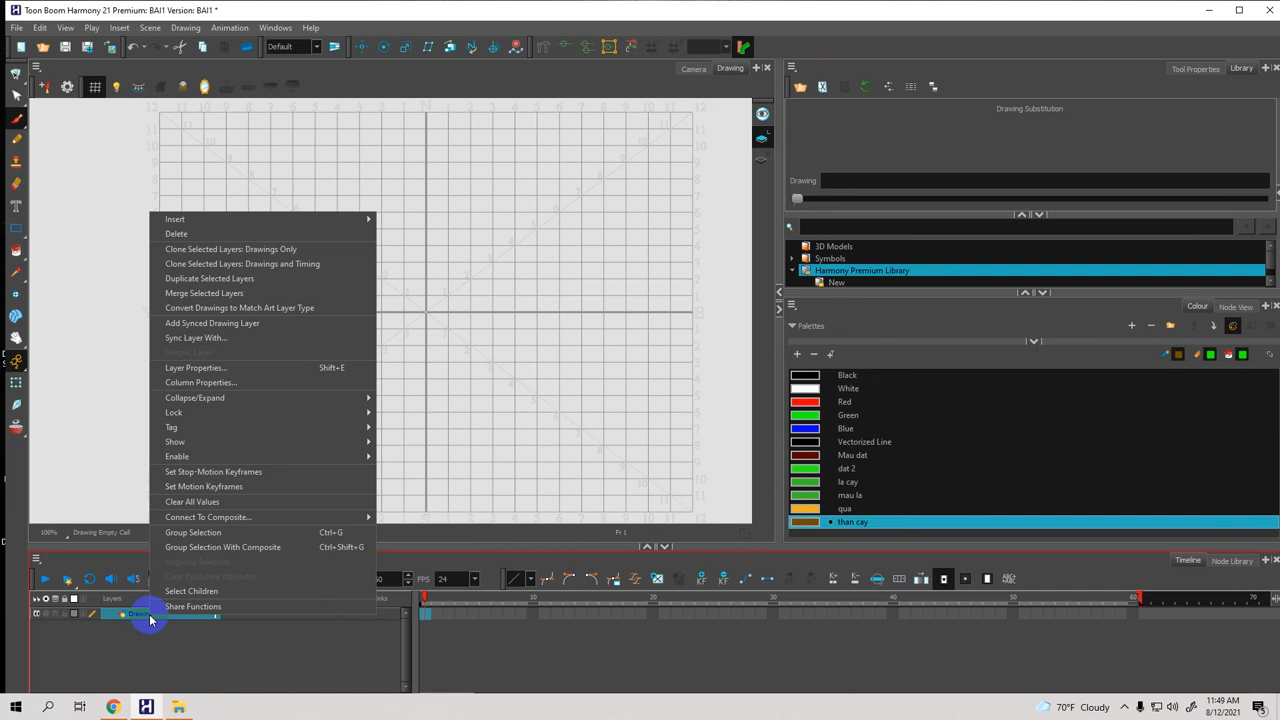 Toon Boom Harmony 21 Premium: BAI1 Version: BAI1 *
File Edit View Play Insert Scene Drawing Animation Windows Help
Default
Camera Drawing
Tool Properties Library
Drawing Substitution
Drawing
3D Models
Symbols
Harmony Premium Library
New
Colour Node View
Palettes
Black
White
Red
Green
Blue
Vectorized Line
Mau dat
dat 2
la cay
mau la
qua
than cay
Insert
Delete
Clone Selected Layers: Drawings Only
Clone Selected Layers: Drawings and Timing
Duplicate Selected Layers
Merge Selected Layers
Convert Drawings to Match Art Layer Type
Add Synced Drawing Layer
Sync Layer With...
Layer Properties... Shift+E
Column Properties...
Collapse/Expand
Lock
Tag
Show
Enable
Set Stop-Motion Keyframes
Set Motion Keyframes
Clear All Values
Connect To Composite...
Group Selection Ctrl+G
Group Selection With Composite Ctrl+Shift+G
Select Children
Share Functions
100% Drawing Empty Cell Fr 1
Timeline Node Library
60 FPS 24
Layers
10 20 30 40 50 60 70
70°F Cloudy
11:49 AM
8/12/2021